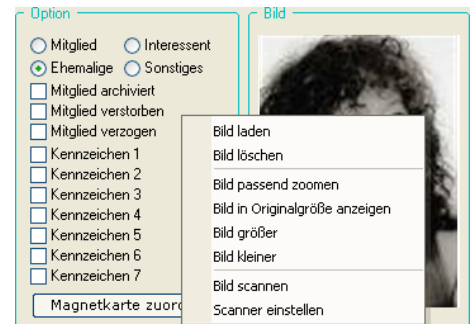 Option
Mitglied Interessent
Ehemalige Sonstiges
Mitglied archiviert
Mitglied verstorben
Mitglied verzogen
Kennzeichen 1
Kennzeichen 2
Kennzeichen 3
Kennzeichen 4
Kennzeichen 5
Kennzeichen 6
Kennzeichen 7
Magnetkarte
Bild
Bild laden
Bild löschen
Bild passend zoomen
Bild in Originalgröße anzeigen
Bild größer
Bild kleiner
Bild scannen
Scanner einstellen